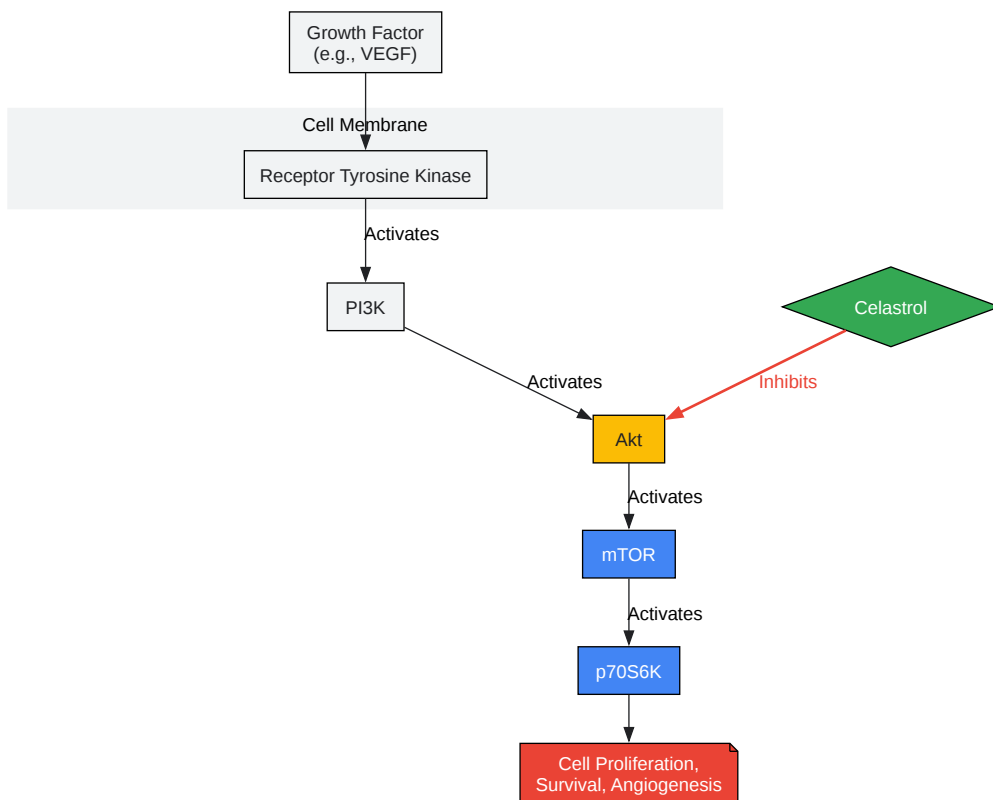 Growth Factor
(e.g., VEGF)
Cell Membrane
Receptor Tyrosine Kinase
Activates
PI3K
Celastrol
Activates
Inhibits
Akt
Activates
mTOR
Activates
p70S6K
Cell Proliferation,
Survival, Angiogenesis